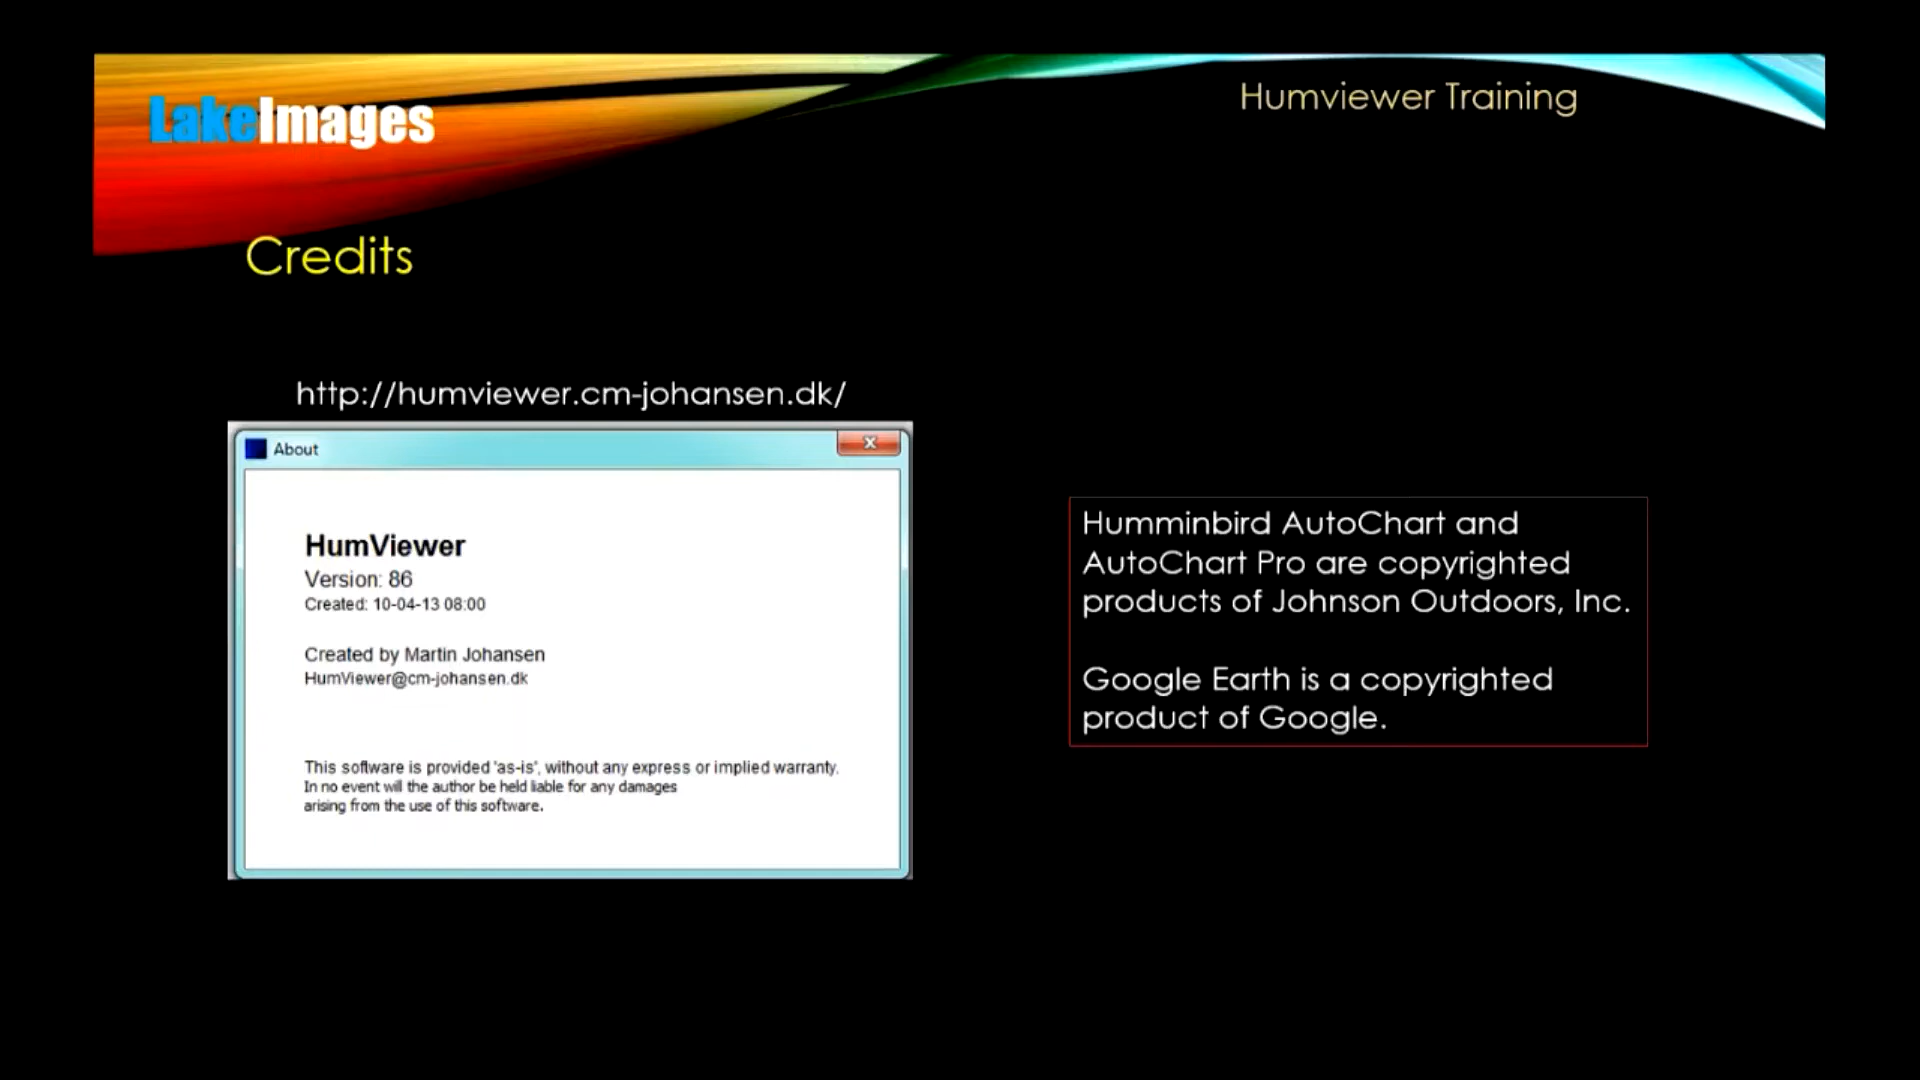 LakeImages
Humviewer Training
Credits
http://humviewer.cm-johansen.dk/
About
HumViewer
Version: 86
Created: 10-04-13 08:00
Created by Martin Johansen
HumViewer@cm-johansen.dk
This software is provided 'as-is', without any express or implied warranty.
In no event will the author be held liable for any damages
arising from the use of this software.
Humminbird AutoChart and
AutoChart Pro are copyrighted
products of Johnson Outdoors, Inc.
Google Earth is a copyrighted
product of Google.